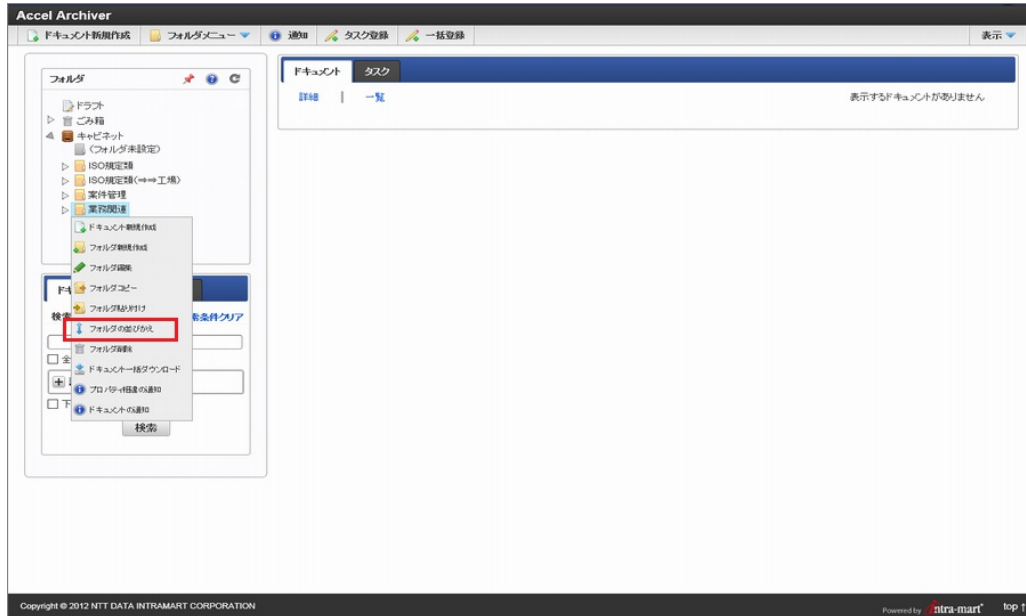 Accel Archiver
ドキュメント新規作成 フォルダメニュー 通知 タスク登録 一括登録 表示
フォルダ
ドキュメント タスク
詳細 | 一覧 表示するドキュメントがありません
ドラフト
ごみ箱
キャビネット
(フォルダ未設定)
ISO規定類
ISO規定類(⇒⇒工場)
案件管理
業務関連
ドキュメント新規作成
フォルダ新規作成
フォルダ編集
フォルダコピー
フォルダ貼り付け
フォルダの並びかえ
フォルダ削除
ドキュメント一括ダウンロード
プロパティ相違の通知
ドキュメントの通知
索条件クリア
全
下
検索
Copyright © 2012 NTT DATA INTRAMART CORPORATION
Powered by intra-mart top ↑